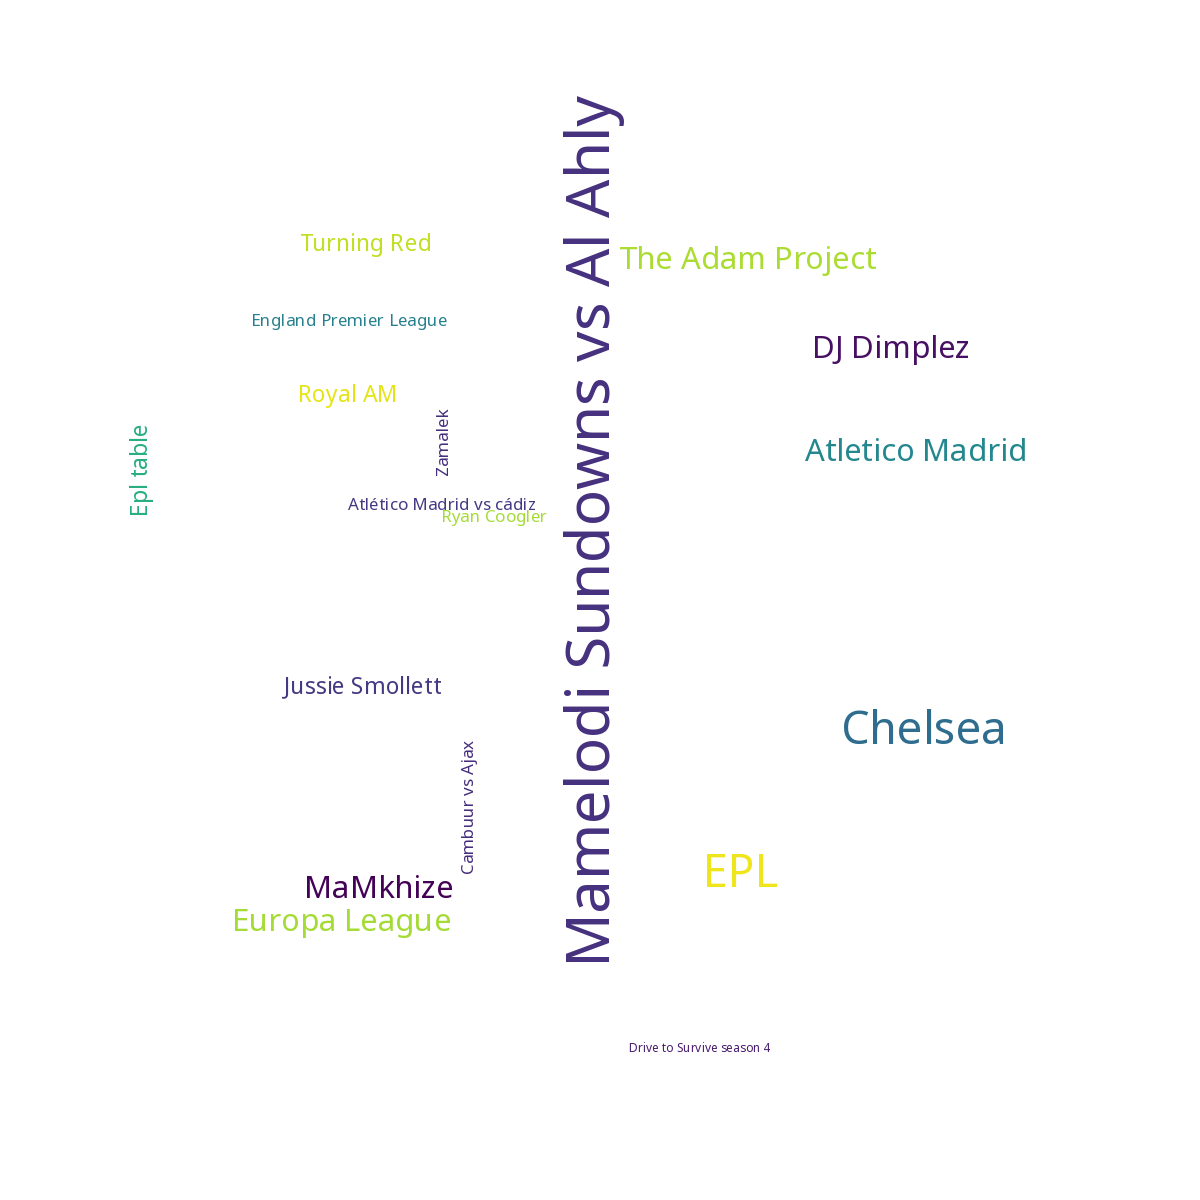 Mamelodi Sundowns vs Al Ahly
Turning Red
The Adam Project
England Premier League
DJ Dimplez
Royal AM
Zamalek
Epl table
Atletico Madrid
Atlético Madrid vs cádiz
Ryan Coogler
Jussie Smollett
Chelsea
Cambuur vs Ajax
EPL
MaMkhize
Europa League
Drive to Survive season 4